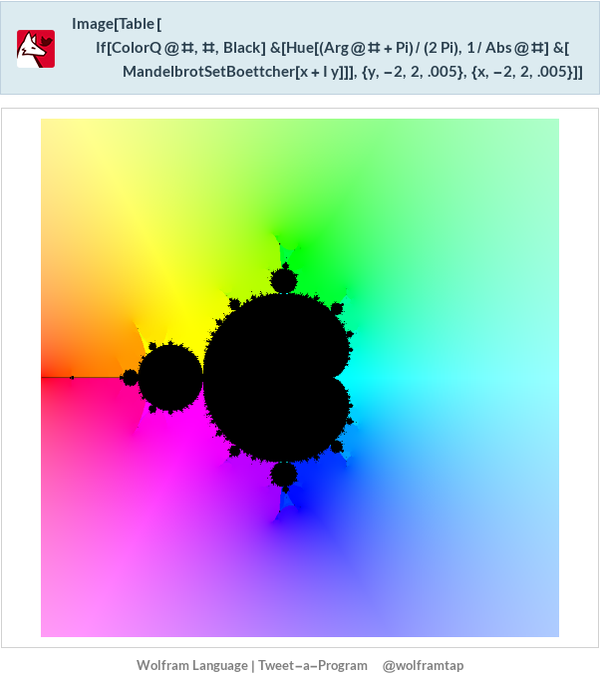 Image[Table[
If[ColorQ@#, #, Black] &[Hue[(Arg@# + Pi) / (2 Pi), 1 / Abs@#] &[
MandelbrotSetBoettcher[x + I y]]], {y, −2, 2, .005}, {x, −2, 2, .005}]]
Wolfram Language | Tweet−a−Program @wolframtap